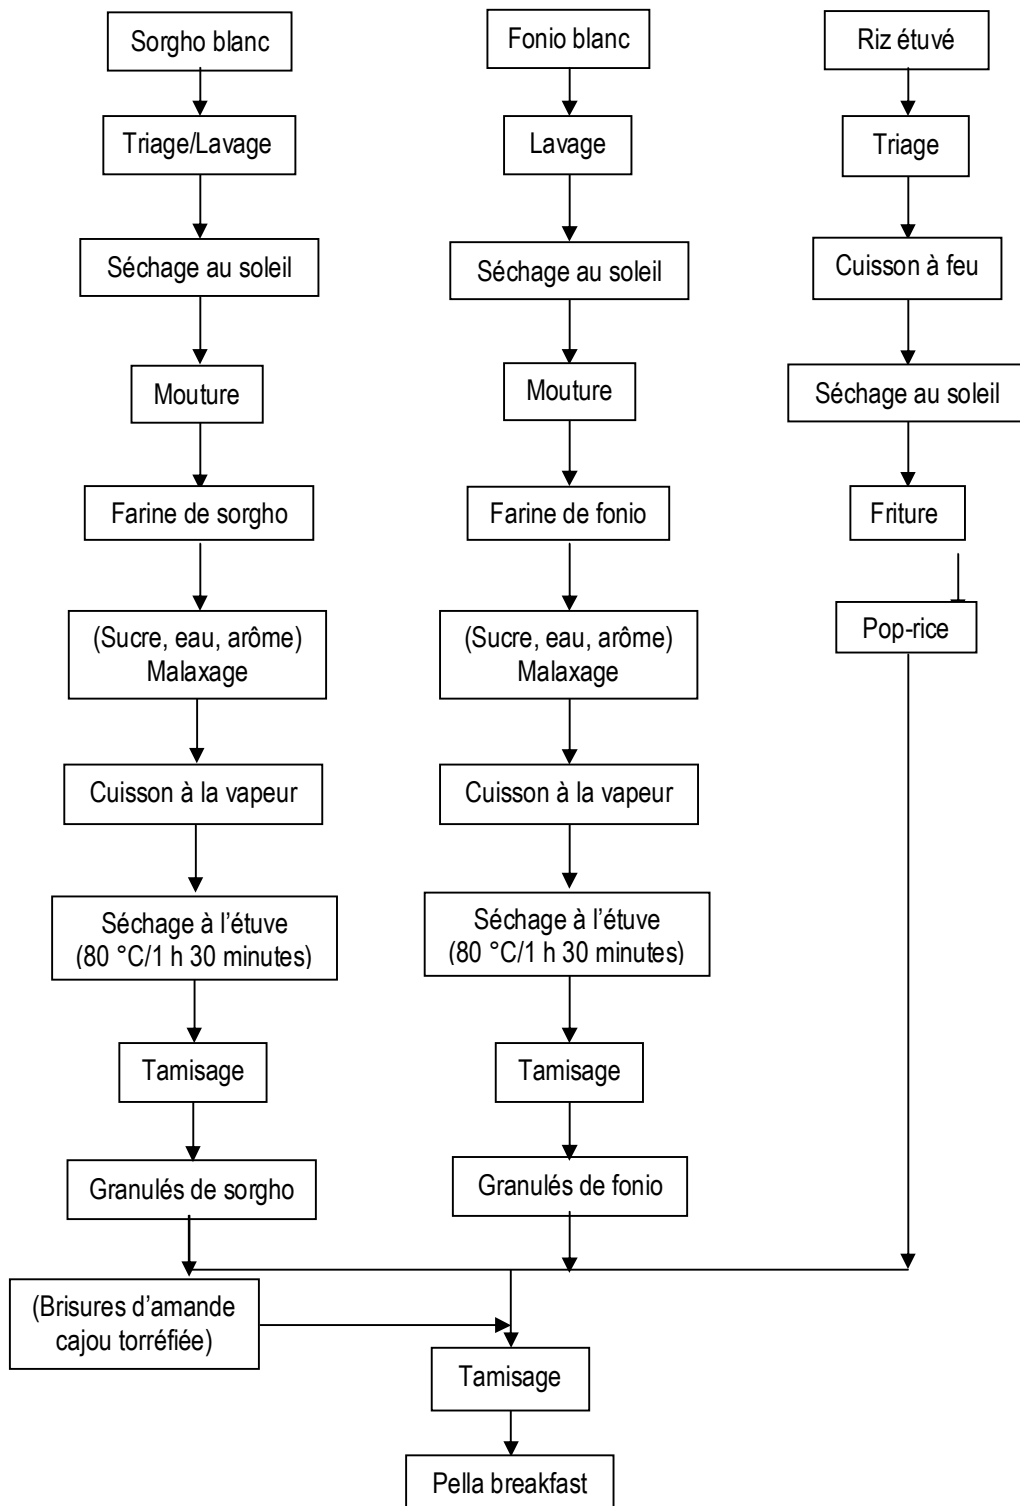 Sorgho blanc
Triage/Lavage
Séchage au soleil
Mouture
Farine de sorgho
(Sucre, eau, arôme)
Malaxage
Cuisson à la vapeur
Séchage à l'étuve
(80 °C/1 h 30 minutes)
Tamisage
Granulés de sorgho
(Brisures d'amande
cajou torréfiée)
Fonio blanc
Lavage
Séchage au soleil
Mouture
Farine de fonio
(Sucre, eau, arôme)
Malaxage
Cuisson à la vapeur
Séchage à l'étuve
(80 °C/1 h 30 minutes)
Tamisage
Granulés de fonio
Riz étuvé
Triage
Cuisson à feu
Séchage au soleil
Friture
Pop-rice
Tamisage
Pella breakfast